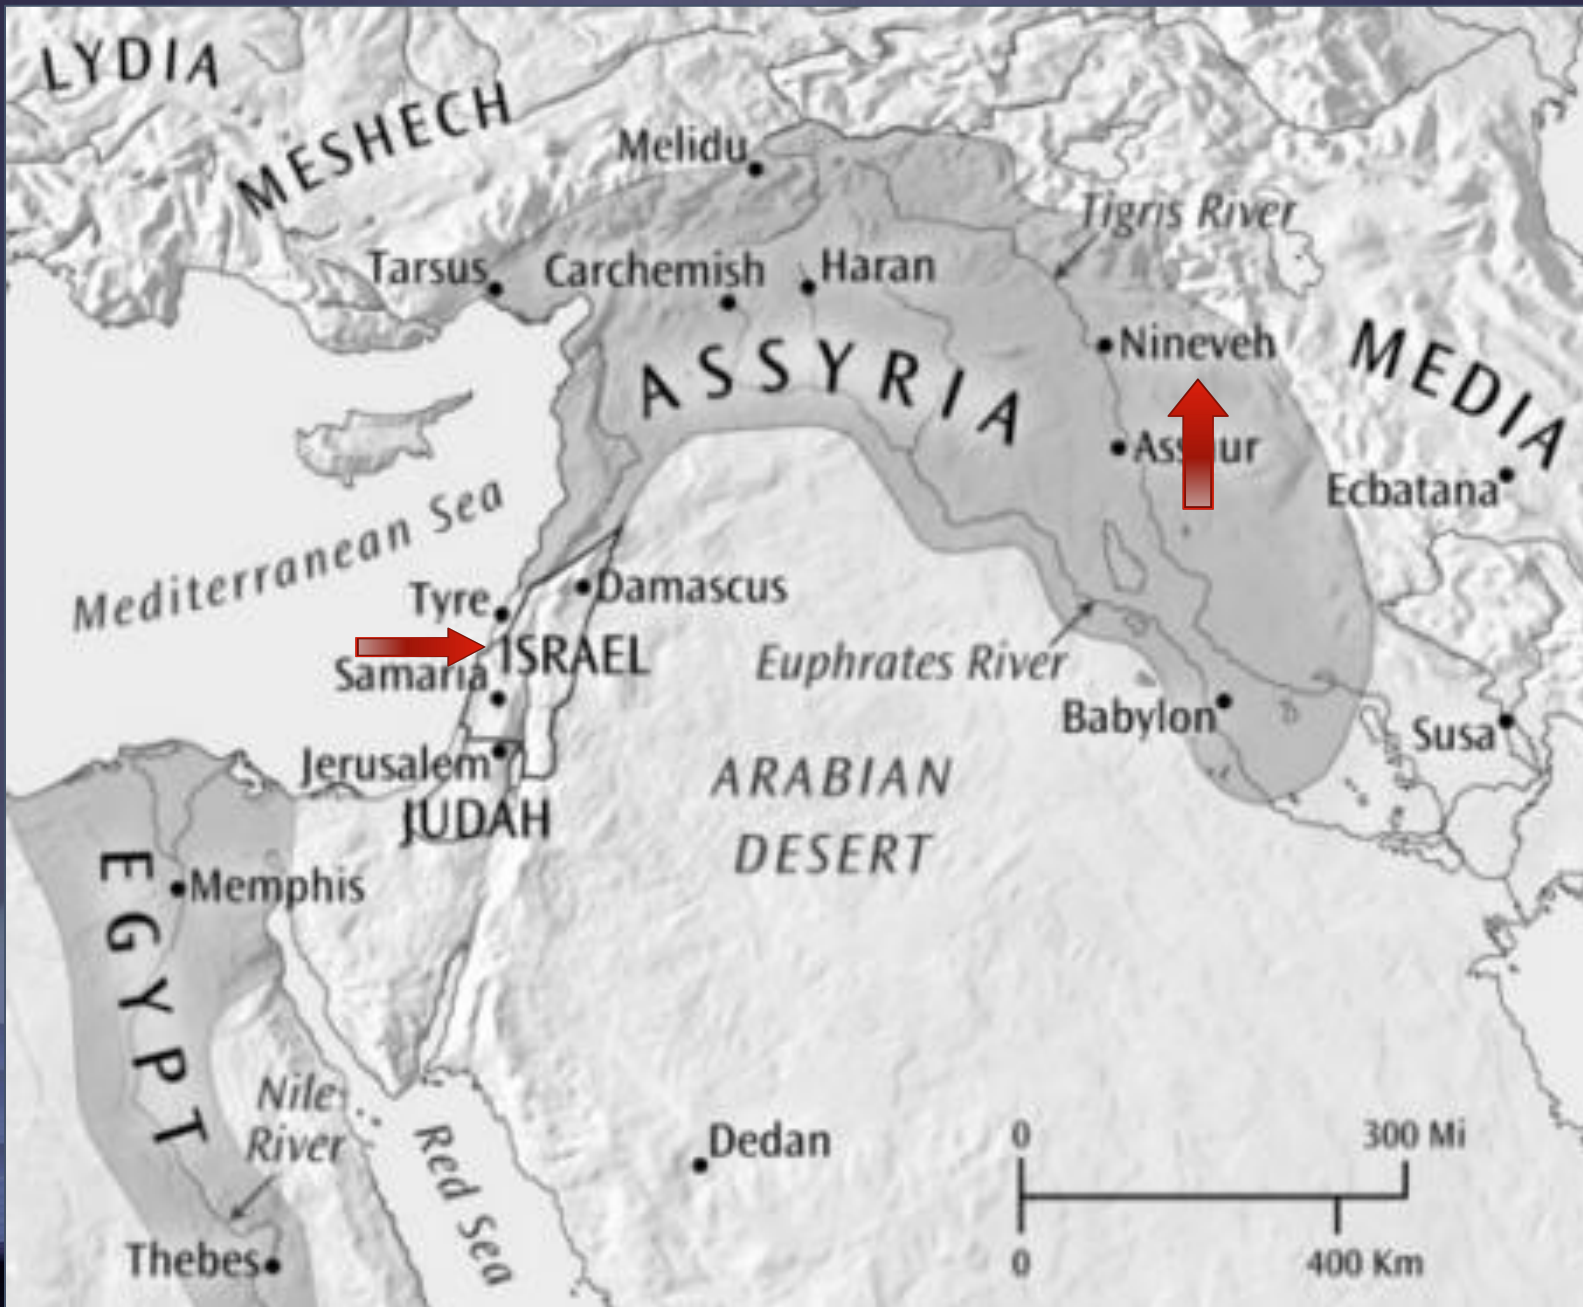 LYDIA
MESHECH
Melidu
Tigris River
Tarsus
Carchemish
Haran
Nineveh
ASSYRIA
MEDIA
Ecbatana
Mediterranean Sea
Tyre
Damascus
ISRAEL
Samaria
Euphrates River
Babylon
Susa
Jerusalem
JUDAH
ARABIAN
DESERT
EGYPT
Memphis
Nile
River
Red Sea
Dedan
Thebes
0
300 Mi
0
400 Km